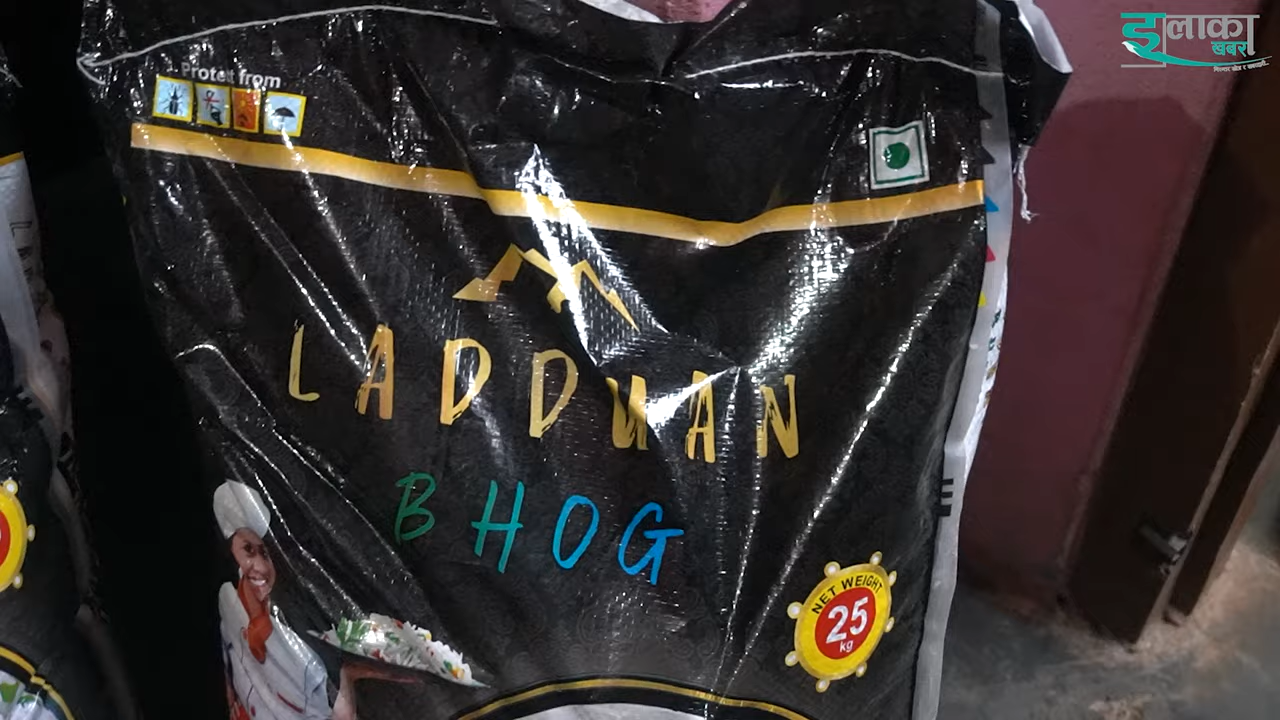 इलाका
खबर
Protect from
LADDUAN
BHOG
NET WEIGHT
25
kg